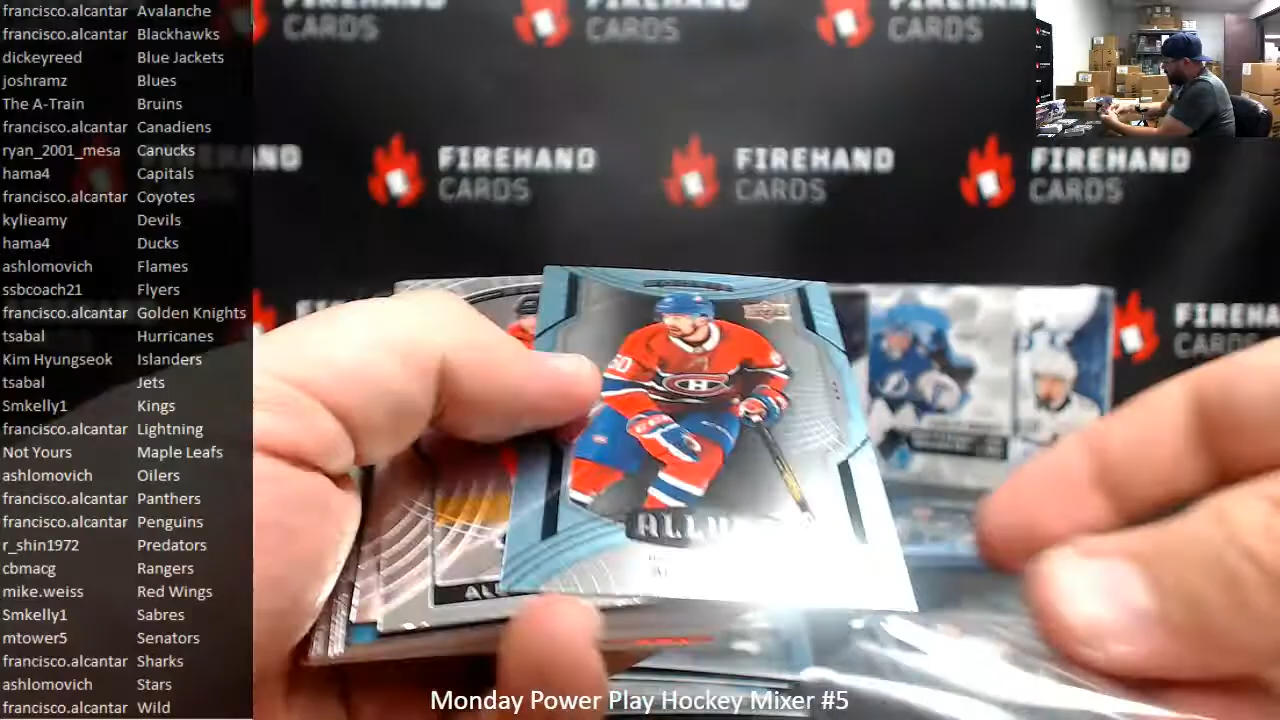 francisco.alcantar Avalanche
francisco.alcantar Blackhawks
dickeyreed Blue Jackets
joshramz Blues
The A-Train Bruins
francisco.alcantar Canadiens
ryan_2001_mesa Canucks
hama4 Capitals
francisco.alcantar Coyotes
kylieamy Devils
hama4 Ducks
ashlomovich Flames
ssbcoach21 Flyers
francisco.alcantar Golden Knights
tsabal Hurricanes
Kim Hyungseok Islanders
tsabal Jets
Smkelly1 Kings
francisco.alcantar Lightning
Not Yours Maple Leafs
ashlomovich Oilers
francisco.alcantar Panthers
francisco.alcantar Penguins
r_shin1972 Predators
cbmacg Rangers
mike.weiss Red Wings
Smkelly1 Sabres
mtower5 Senators
francisco.alcantar Sharks
ashlomovich Stars
francisco.alcantar Wild
CARDS CARDS CARDS
FIREHAND CARDS
FIREHAND CARDS
FIREHAND CARDS
60
Monday Power Play Hockey Mixer #5